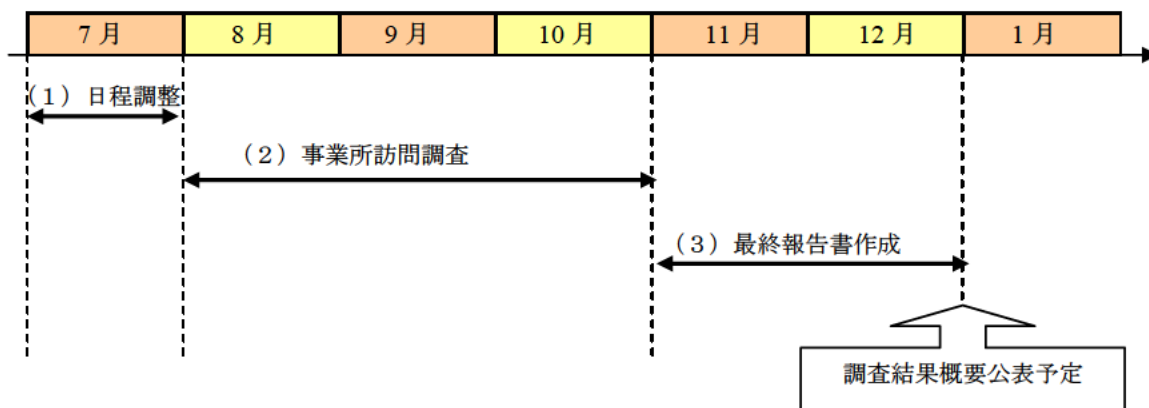 7月 8月 9月 10月 11月 12月 1月
(1)日程調整
(2)事業所訪問調査
(3)最終報告書作成
調査結果概要公表予定